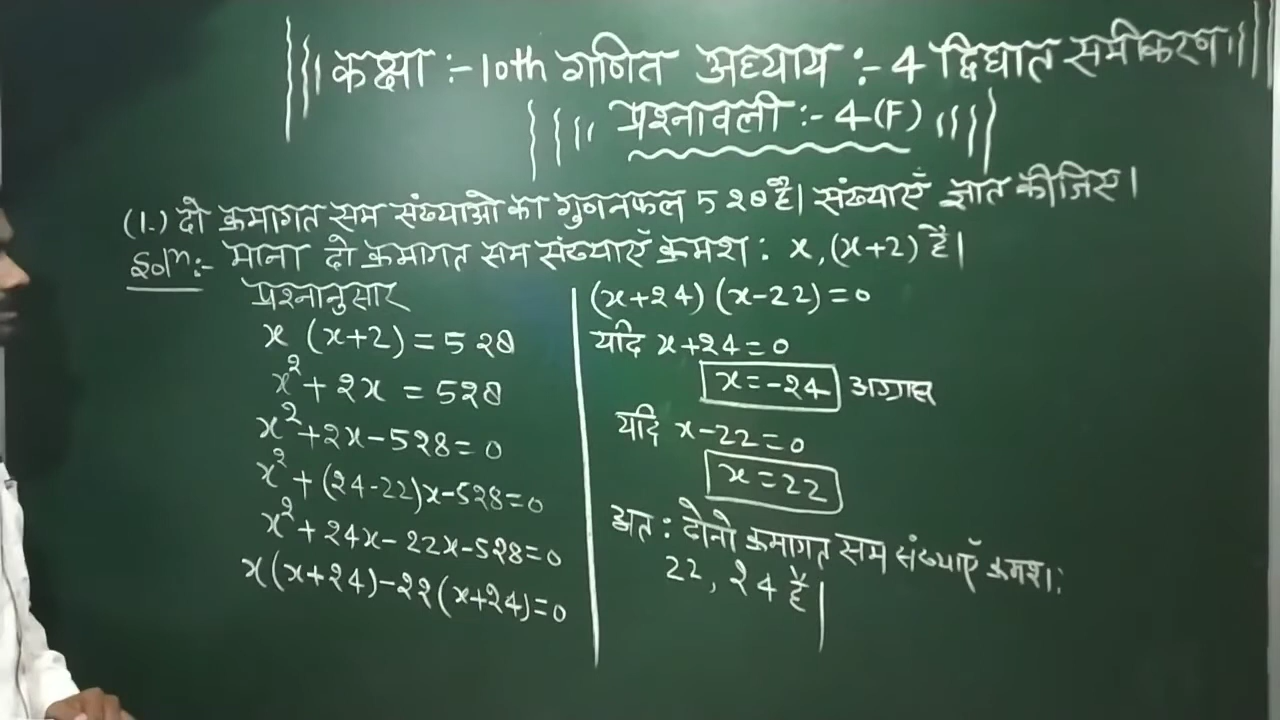 कक्षा :- 10th गणित अध्याय :- 4 द्विघात समीकरण
प्रश्नावली :- 4(F)
(1.) दो क्रमागत सम संख्याओ का गुणनफल 528 है। संख्याएँ ज्ञात कीजिए।
Solⁿ:- माना दो क्रमागत सम संख्याएँ क्रमश: x, (x+2) है।
प्रश्नानुसार
x (x+2) = 528
x² + 2x = 528
x² + 2x - 528 = 0
x² + (24-22)x - 528 = 0
x² + 24x - 22x - 528 = 0
x(x+24) - 22(x+24) = 0
(x+24) (x-22) = 0
यदि x+24 = 0
x = -24 अग्राह्य
यदि x-22 = 0
x = 22
अत: दोनो क्रमागत सम संख्याएँ क्रमश:
22, 24 हैं।